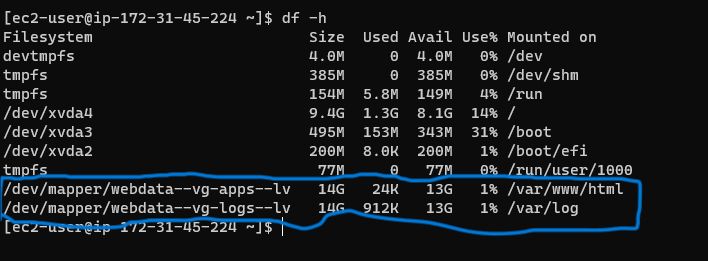 [ec2-user@ip-172-31-45-224 ~]$ df -h
Filesystem Size Used Avail Use% Mounted on
devtmpfs 4.0M 0 4.0M 0% /dev
tmpfs 385M 0 385M 0% /dev/shm
tmpfs 154M 5.8M 149M 4% /run
/dev/xvda4 9.4G 1.3G 8.1G 14% /
/dev/xvda3 495M 153M 343M 31% /boot
/dev/xvda2 200M 8.0K 200M 1% /boot/efi
tmpfs 77M 0 77M 0% /run/user/1000
/dev/mapper/webdata--vg-apps--lv 14G 24K 13G 1% /var/www/html
/dev/mapper/webdata--vg-logs--lv 14G 912K 13G 1% /var/log
[ec2-user@ip-172-31-45-224 ~]$